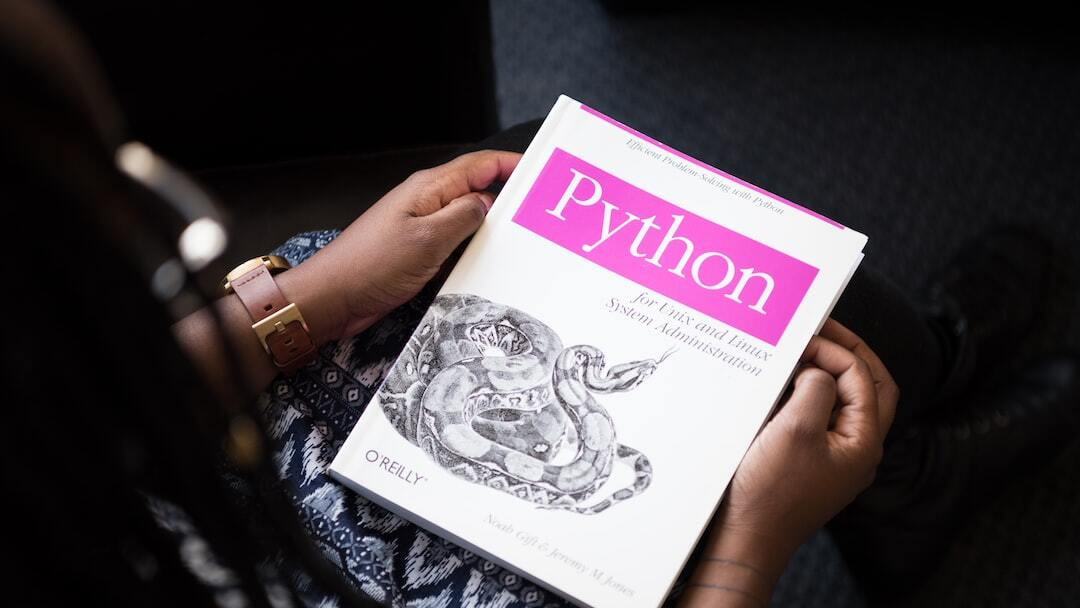 Efficient Problem-Solving with Python
Python
for Unix and Linux
System Administration
O'REILLY®
Noah Gift & Jeremy M. Jones